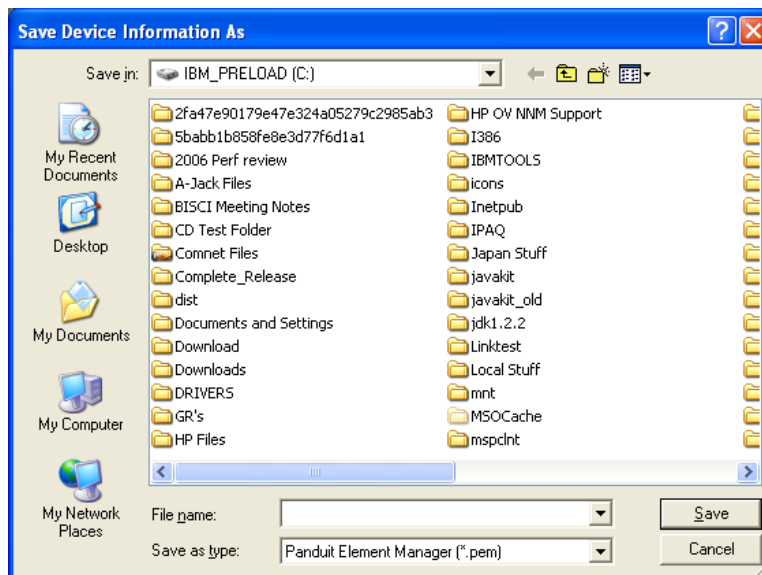 Save Device Information As
Save in:
IBM_PRELOAD (C:)
My Recent Documents
Desktop
My Documents
My Computer
My Network Places
2fa47e90179e47e324a05279c2985ab3
5babb1b858fe8e3d77f6d1a1
2006 Perf review
A-Jack Files
BISCI Meeting Notes
CD Test Folder
Comnet Files
Complete_Release
dist
Documents and Settings
Download
Downloads
DRIVERS
GR's
HP Files
HP OV NNM Support
I386
IBMTOOLS
icons
Inetpub
IPAQ
Japan Stuff
javakit
javakit_old
jdk1.2.2
Linktest
Local Stuff
mnt
MSOCache
mspclnt
File name:
Save
Save as type:
Panduit Element Manager (*.pem)
Cancel